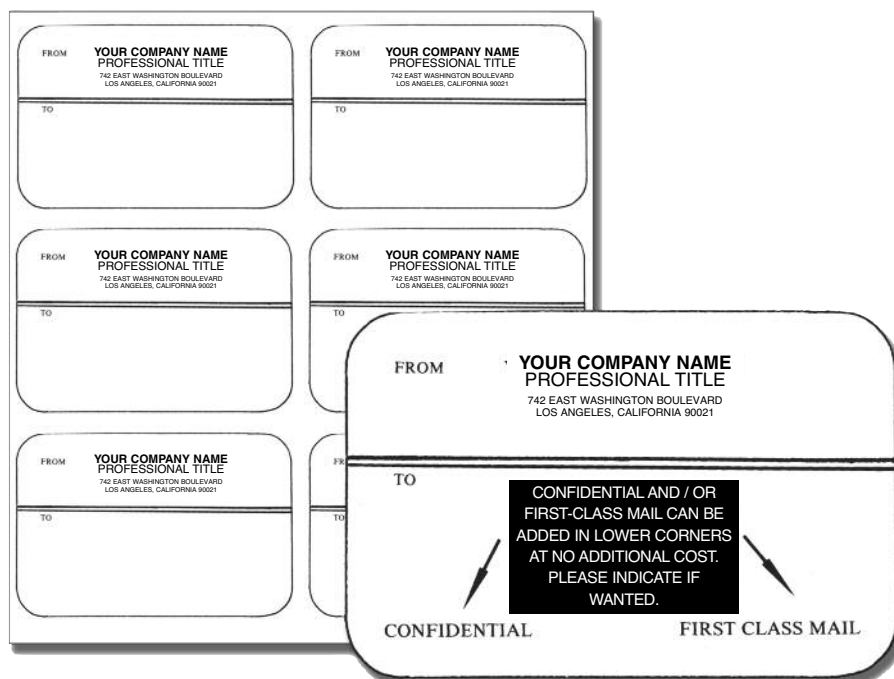 FROM
YOUR COMPANY NAME
PROFESSIONAL TITLE
742 EAST WASHINGTON BOULEVARD
LOS ANGELES, CALIFORNIA 90021
TO
FROM
YOUR COMPANY NAME
PROFESSIONAL TITLE
742 EAST WASHINGTON BOULEVARD
LOS ANGELES, CALIFORNIA 90021
TO
FROM
YOUR COMPANY NAME
PROFESSIONAL TITLE
742 EAST WASHINGTON BOULEVARD
LOS ANGELES, CALIFORNIA 90021
TO
FROM
YOUR COMPANY NAME
PROFESSIONAL TITLE
742 EAST WASHINGTON BOULEVARD
LOS ANGELES, CALIFORNIA 90021
TO
FROM
YOUR COMPANY NAME
PROFESSIONAL TITLE
742 EAST WASHINGTON BOULEVARD
LOS ANGELES, CALIFORNIA 90021
TO
FR
TO
FROM
YOUR COMPANY NAME
PROFESSIONAL TITLE
742 EAST WASHINGTON BOULEVARD
LOS ANGELES, CALIFORNIA 90021
TO
CONFIDENTIAL AND / OR
FIRST-CLASS MAIL CAN BE
ADDED IN LOWER CORNERS
AT NO ADDITIONAL COST.
PLEASE INDICATE IF
WANTED.
CONFIDENTIAL
FIRST CLASS MAIL